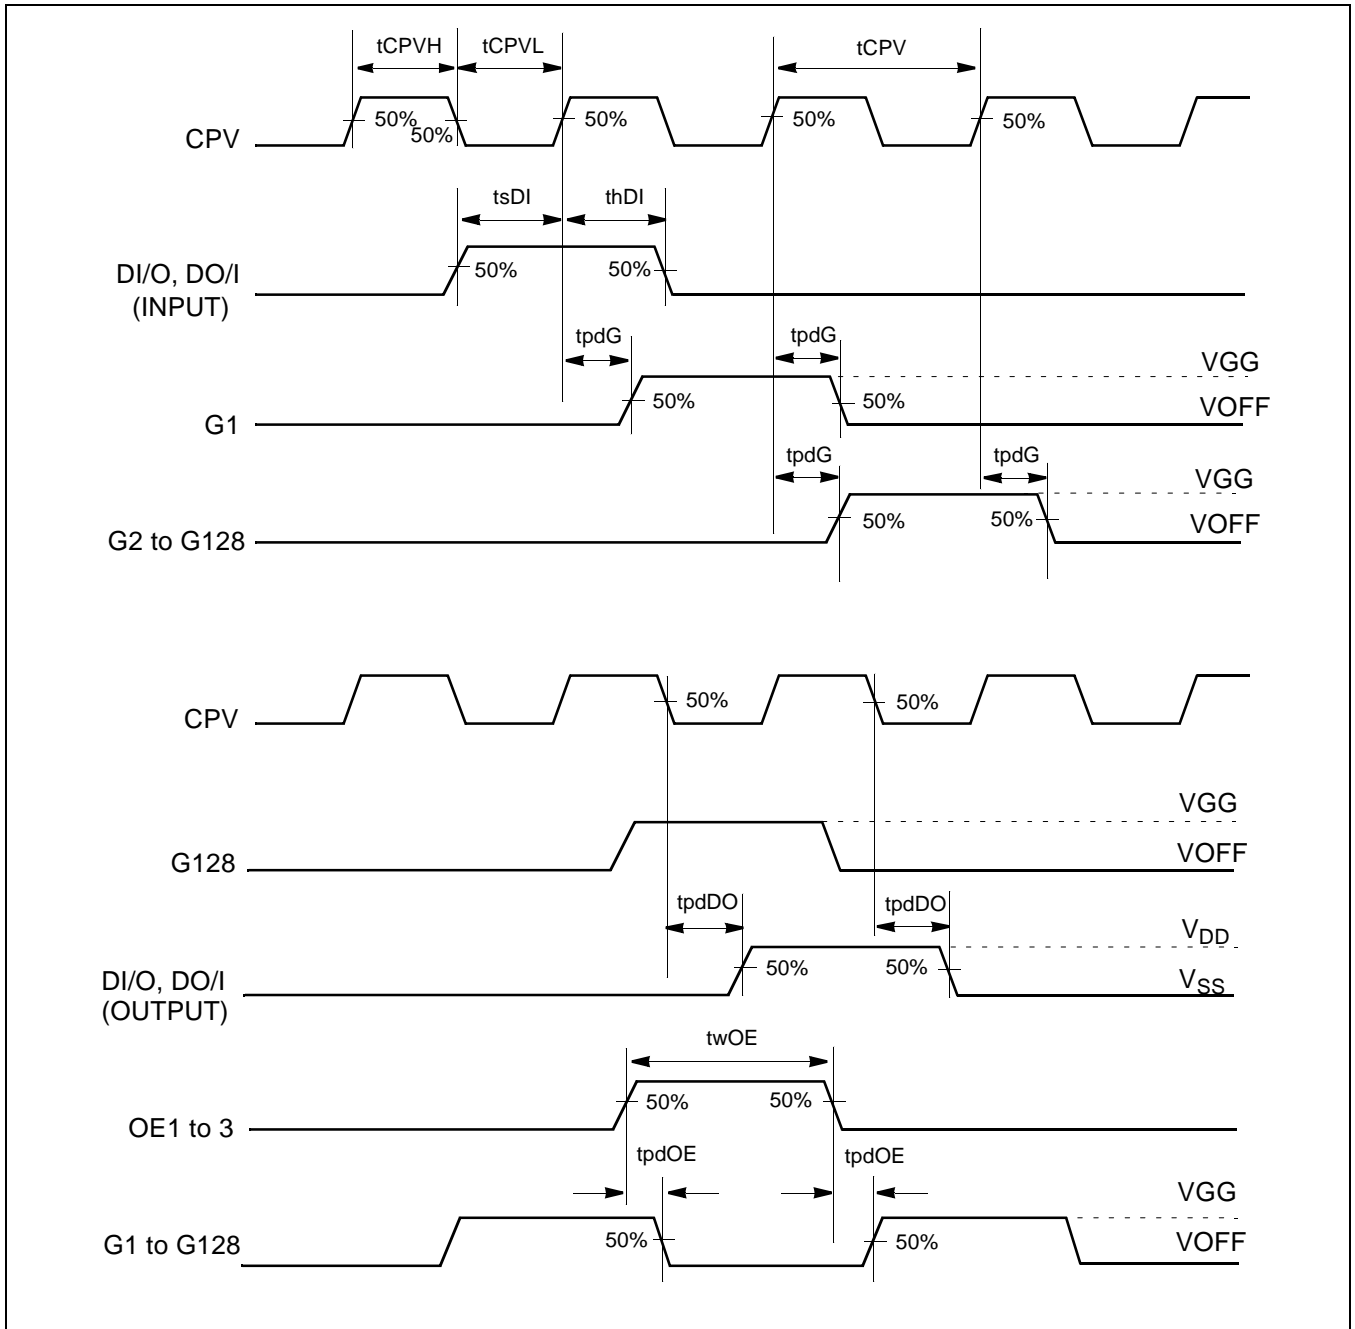 tCPVH tCPVL tCPV
CPV 50% 50% 50% 50% 50%
tsDI thDI
DI/O, DO/I
(INPUT)
50% 50%
tpdG tpdG
VGG
G1 50% 50% VOFF
tpdG tpdG
VGG
G2 to G128 50% 50% VOFF
CPV 50% 50%
VGG
G128 VOFF
tpdDO tpdDO
VDD
DI/O, DO/I
(OUTPUT)
50% 50% VSS
twOE
OE1 to 3 50% 50%
tpdOE tpdOE
VGG
G1 to G128 50% 50% VOFF